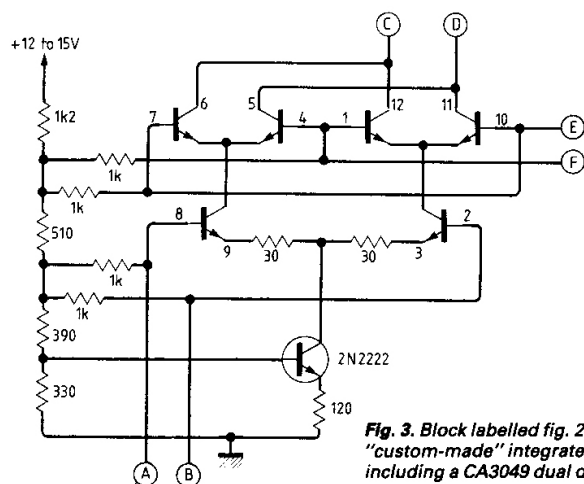 C
D
+12 to 15V
6
5
12
11
7
4
1
10
E
1k2
F
1k
1k
8
2
510
9
30
30
3
1k
1k
390
2N2222
330
120
A
B
Fig. 3. Block labelled fig. 2
"custom-made" integrate
including a CA3049 dual d